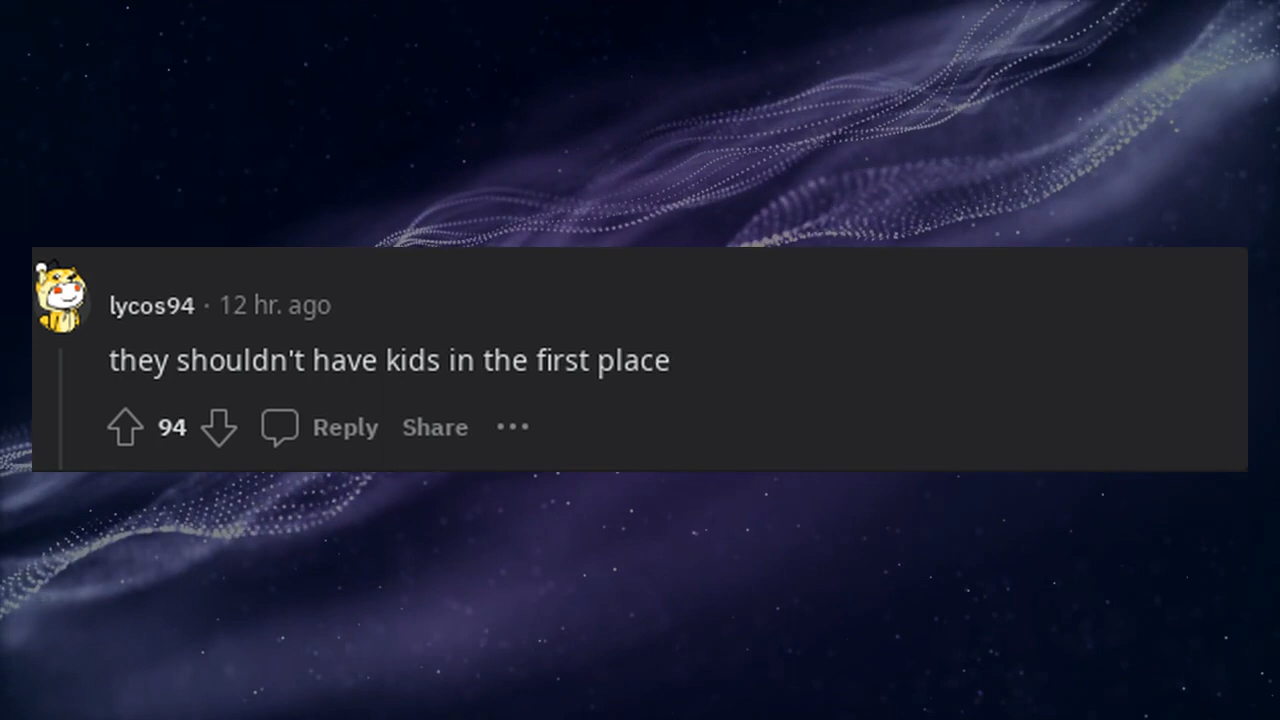 lycos94 · 12 hr. ago
they shouldn't have kids in the first place
94 Reply Share •••